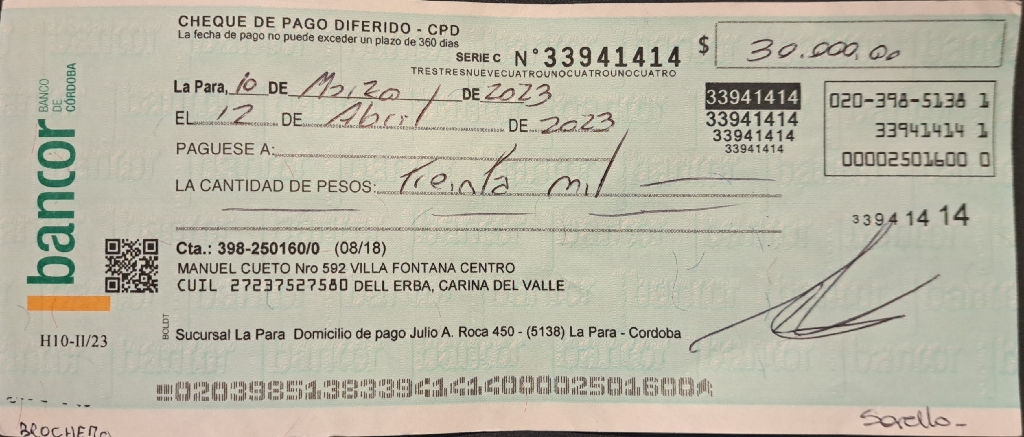 CHEQUE DE PAGO DIFERIDO - CPD
La fecha de pago no puede exceder un plazo de 360 días
SERIE C N°33941414
TRESTRESNUEVECUATROUNOCUATROUNOCUATRO
$ 30.000,00
La Para, 10 DE Marzo DE 2023
EL 12 DE Abril DE 2023
PAGUESE A:
LA CANTIDAD DE PESOS: Treinta mil
33941414
33941414
33941414
33941414
020-398-5138 1
33941414 1
00002501600 0
33941414
bancor
BANCO DE CÓRDOBA
Cta.: 398-250160/0 (08/18)
MANUEL CUETO Nro 592 VILLA FONTANA CENTRO
CUIL 27237527580 DELL ERBA, CARINA DEL VALLE
BOLDT
Sucursal La Para Domicilio de pago Julio A. Roca 450 - (5138) La Para - Cordoba
H10-II/23
02039851383394141400002501600
BROCHERO
Sorello-